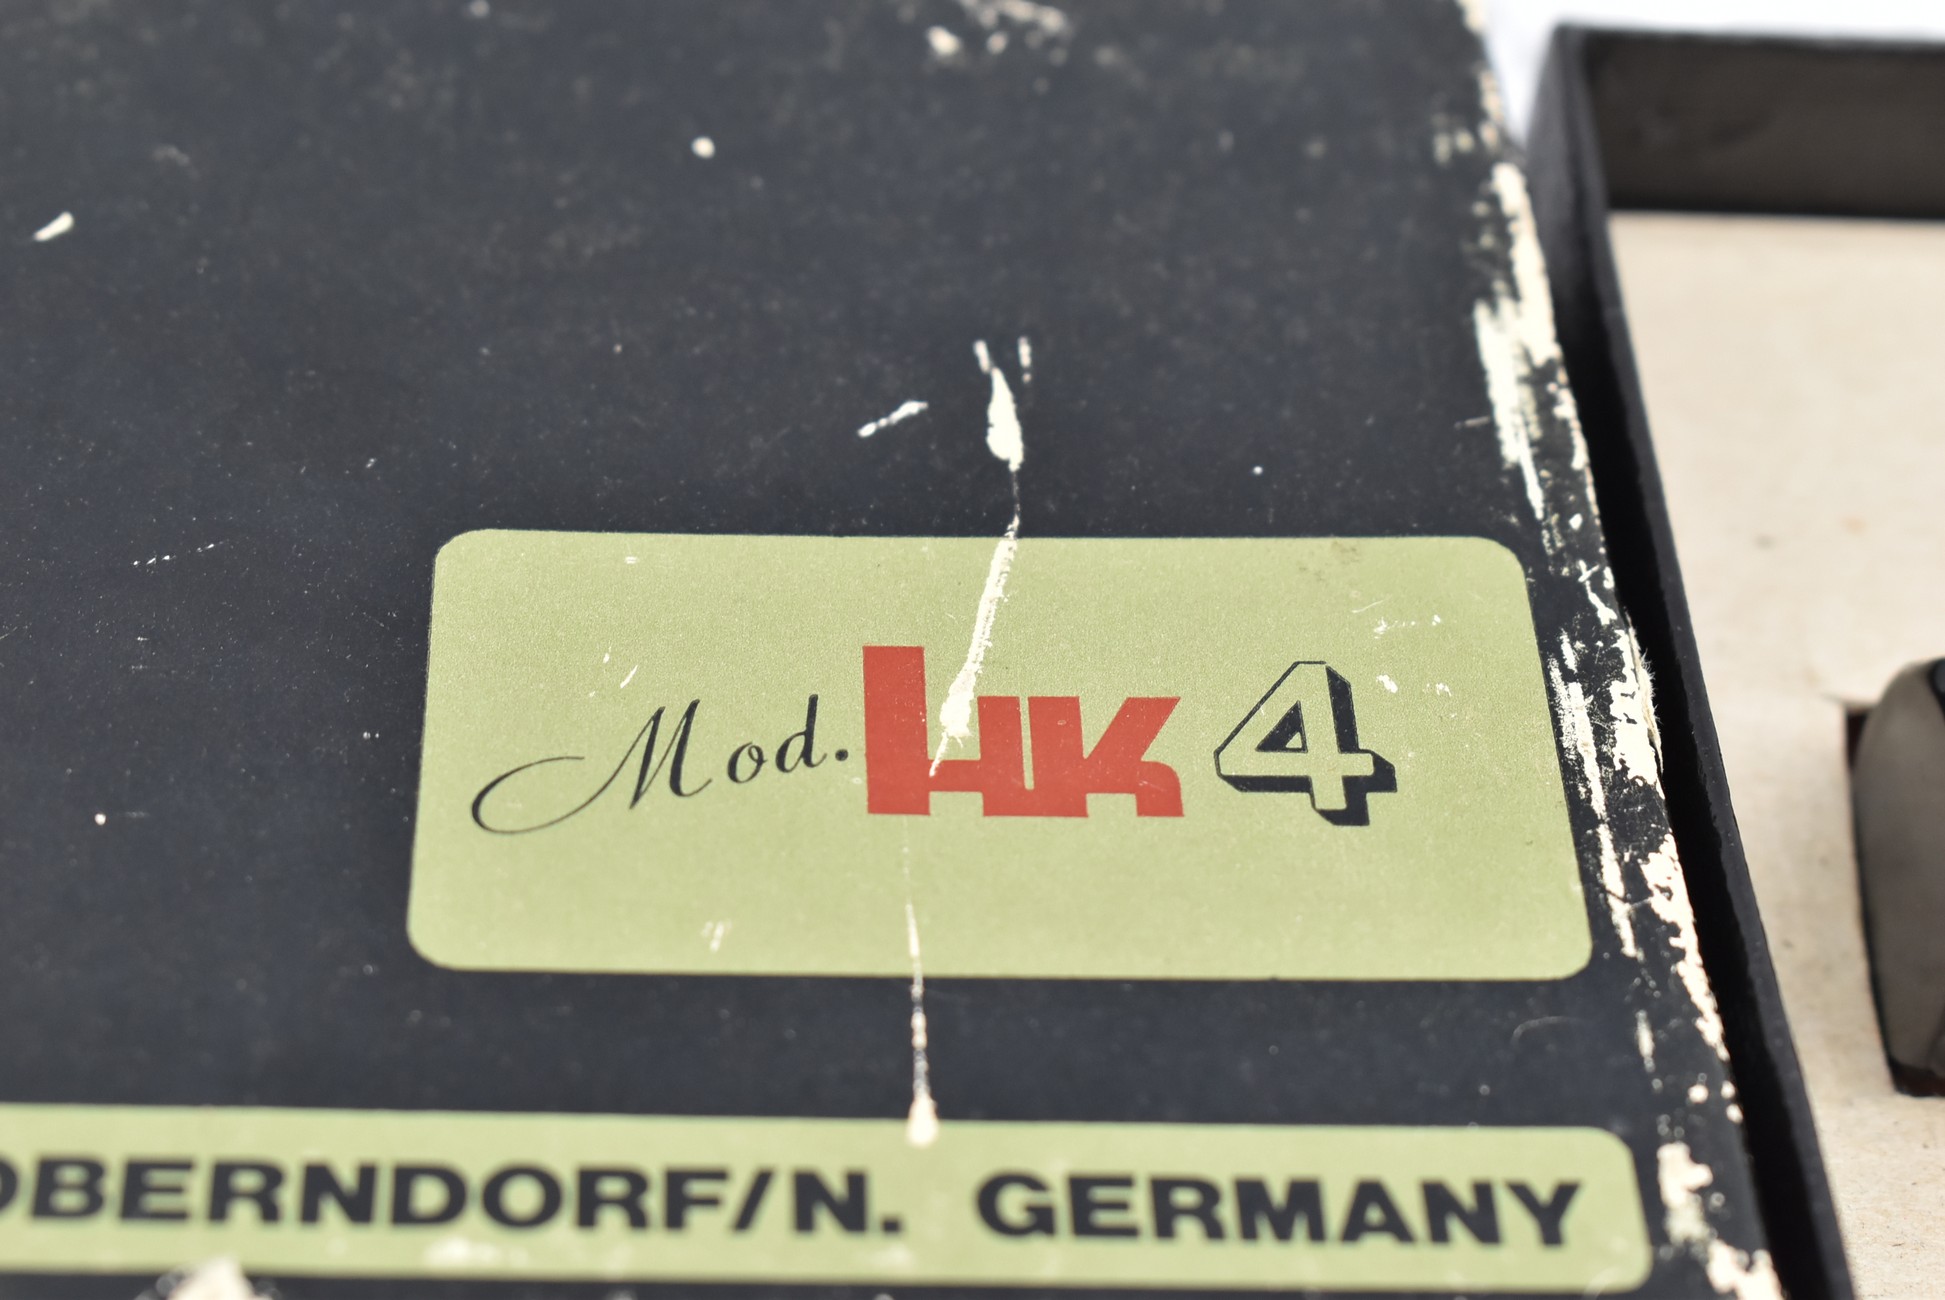 Mod. HK 4
OBERNDORF/N. GERMANY